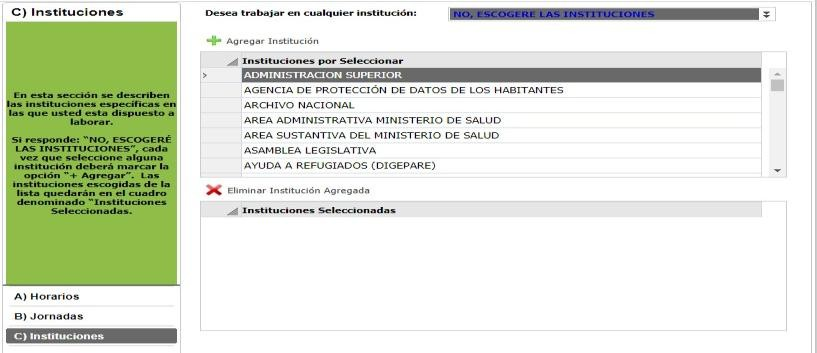 C) Instituciones
En esta sección se describen
las instituciones específicas en
las que usted esta dispuesto a
laborar.
Si responde: "NO, ESCOGERÉ
LAS INSTITUCIONES", cada
vez que seleccione alguna
institución deberá marcar la
opción "+ Agregar". Las
instituciones escogidas de la
lista quedarán en el cuadro
denominado "Instituciones
Seleccionadas.
A) Horarios
B) Jornadas
C) Instituciones
Desea trabajar en cualquier institución:
NO, ESCOGERE LAS INSTITUCIONES
Agregar Institución
Instituciones por Seleccionar
ADMINISTRACION SUPERIOR
AGENCIA DE PROTECCIÓN DE DATOS DE LOS HABITANTES
ARCHIVO NACIONAL
AREA ADMINISTRATIVA MINISTERIO DE SALUD
AREA SUSTANTIVA DEL MINISTERIO DE SALUD
ASAMBLEA LEGISLATIVA
AYUDA A REFUGIADOS (DIGEPARE)
Eliminar Institución Agregada
Instituciones Seleccionadas